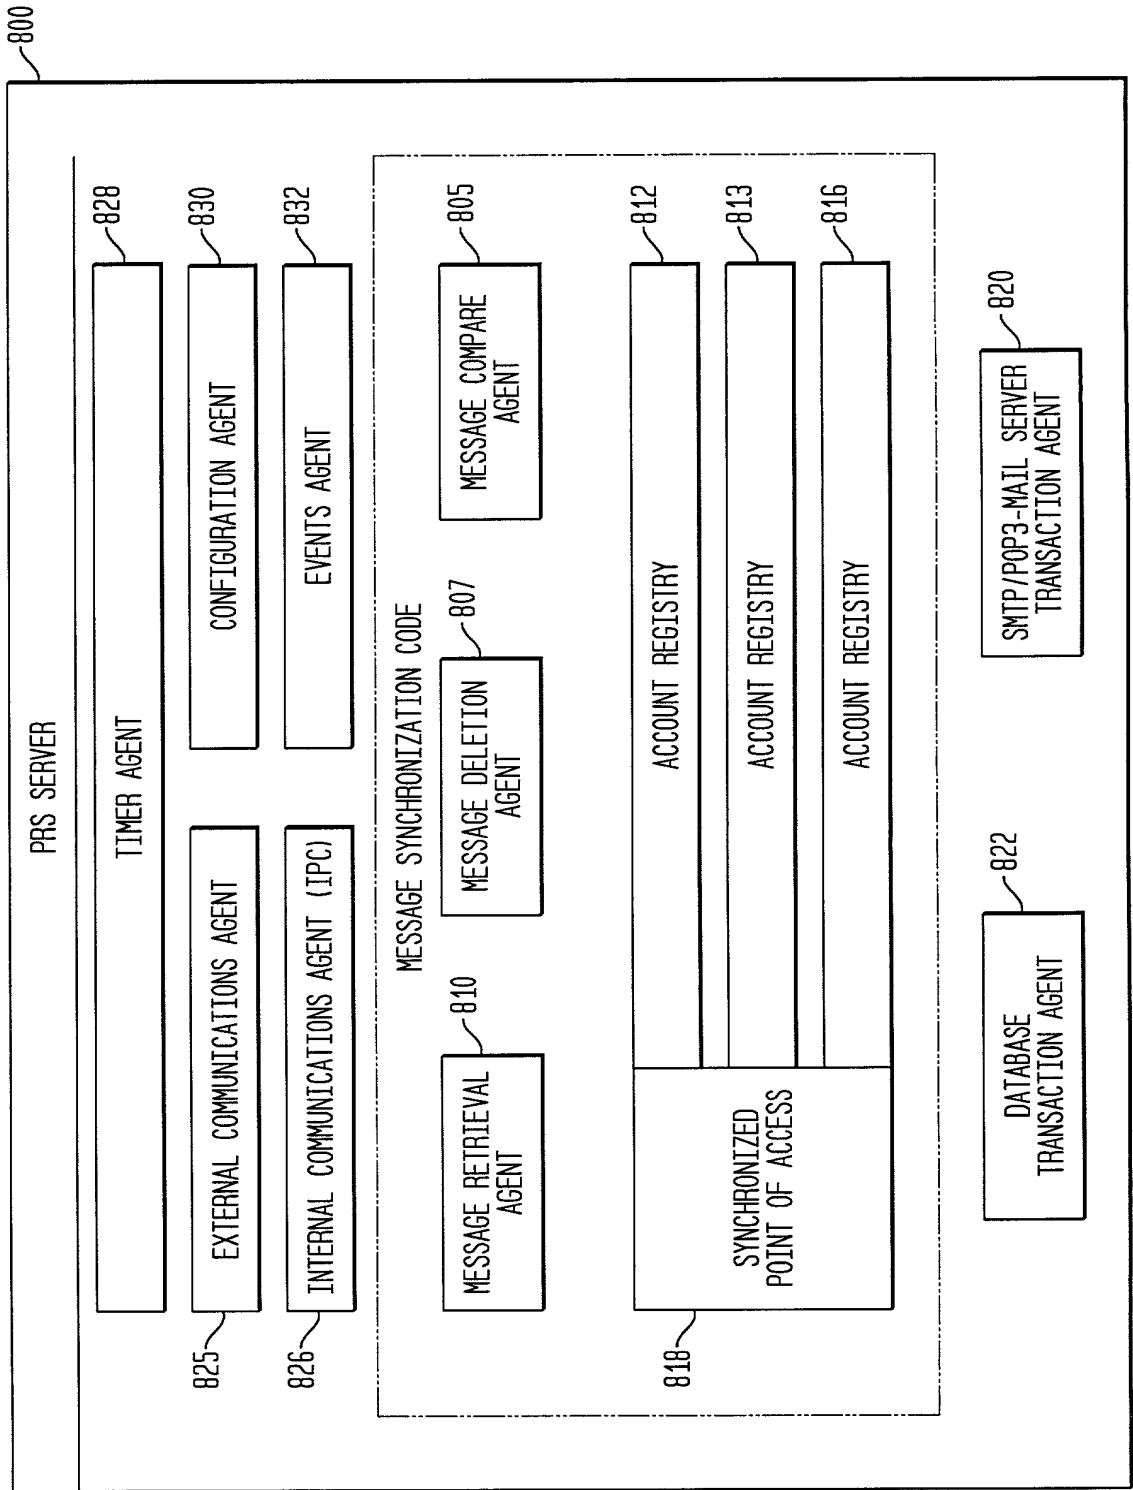 800
PRS SERVER
TIMER AGENT
828
EXTERNAL COMMUNICATIONS AGENT
825
CONFIGURATION AGENT
830
INTERNAL COMMUNICATIONS AGENT (IPC)
826
EVENTS AGENT
832
MESSAGE SYNCHRONIZATION CODE
MESSAGE RETRIEVAL
AGENT
810
MESSAGE DELETION
AGENT
807
MESSAGE COMPARE
AGENT
805
SYNCHRONIZED
POINT OF ACCESS
818
ACCOUNT REGISTRY
812
ACCOUNT REGISTRY
813
ACCOUNT REGISTRY
816
DATABASE
TRANSACTION AGENT
822
SMTP/POP3-MAIL SERVER
TRANSACTION AGENT
820